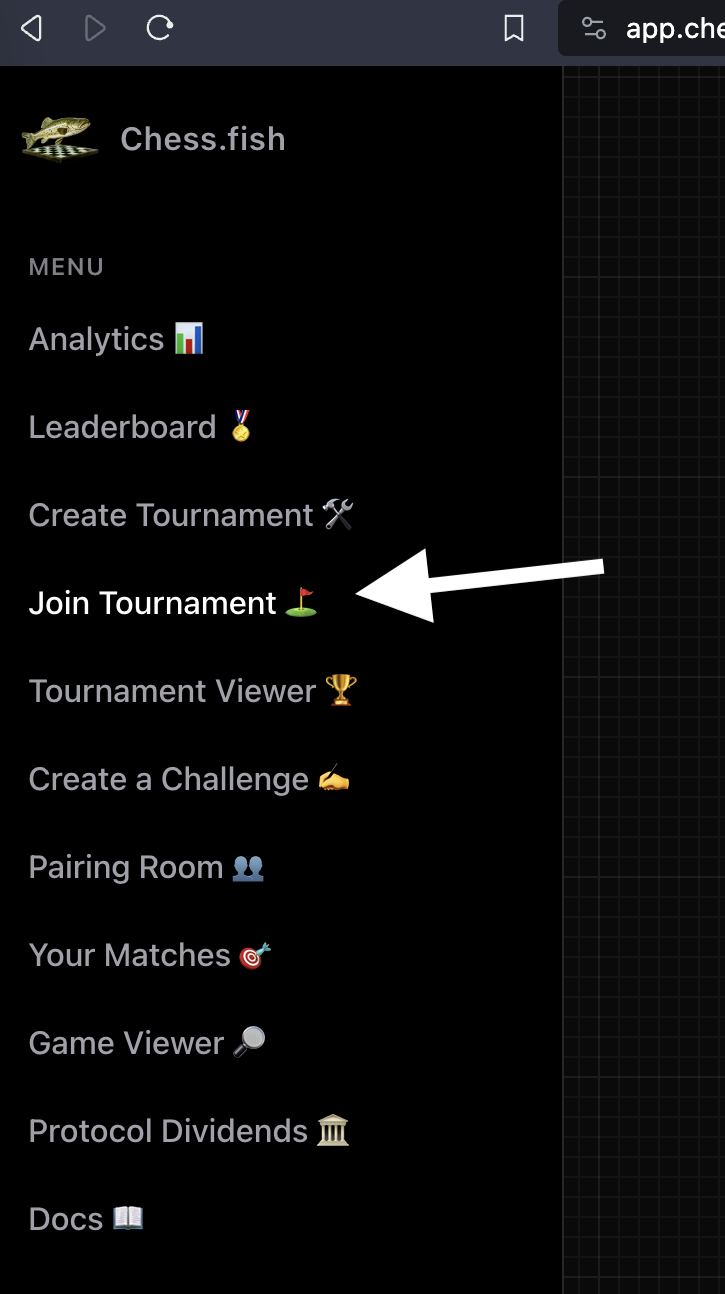 app.che
Chess.fish
MENU
Analytics 📊
Leaderboard 🏅
Create Tournament 🛠
Join Tournament ⛳
Tournament Viewer 🏆
Create a Challenge ✍
Pairing Room 👥
Your Matches 🎯
Game Viewer 🔎
Protocol Dividends 🏛
Docs 📖